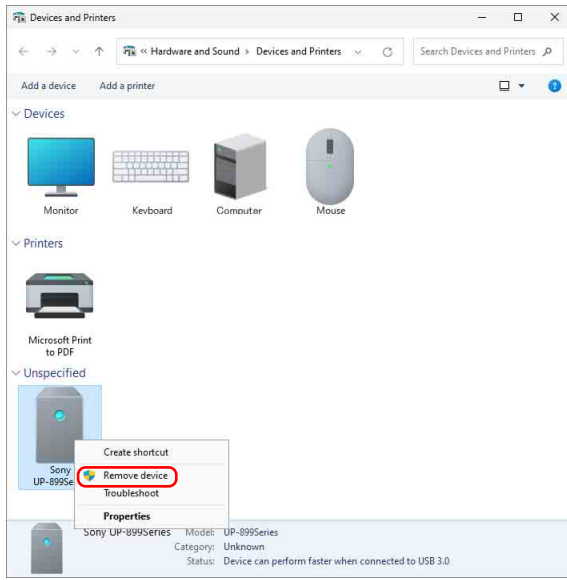 Devices and Printers
« Hardware and Sound > Devices and Printers
Search Devices and Printers
Add a device Add a printer
?
Devices
Monitor Keyboard Computer Mouse
Printers
Microsoft Print
to PDF
Unspecified
Sony
UP-899Se
Create shortcut
Remove device
Troubleshoot
Properties
Sony UP-899Series Model: UP-899Series
Category: Unknown
Status: Device can perform faster when connected to USB 3.0